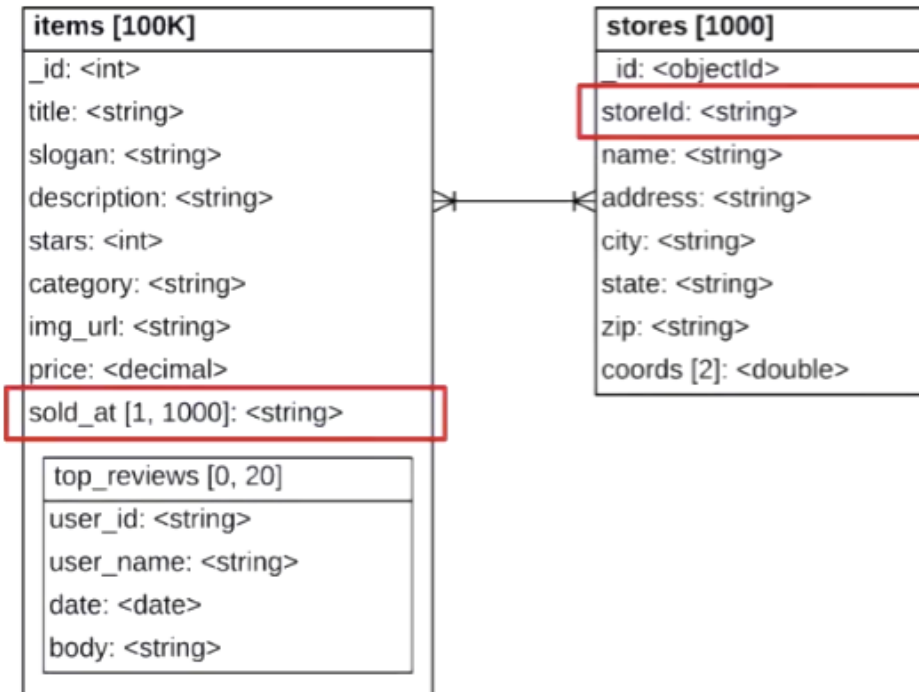 items [100K]
_id: <int>
title: <string>
slogan: <string>
description: <string>
stars: <int>
category: <string>
img_url: <string>
price: <decimal>
sold_at [1, 1000]: <string>
top_reviews [0, 20]
user_id: <string>
user_name: <string>
date: <date>
body: <string>
stores [1000]
_id: <objectId>
storeId: <string>
name: <string>
address: <string>
city: <string>
state: <string>
zip: <string>
coords [2]: <double>